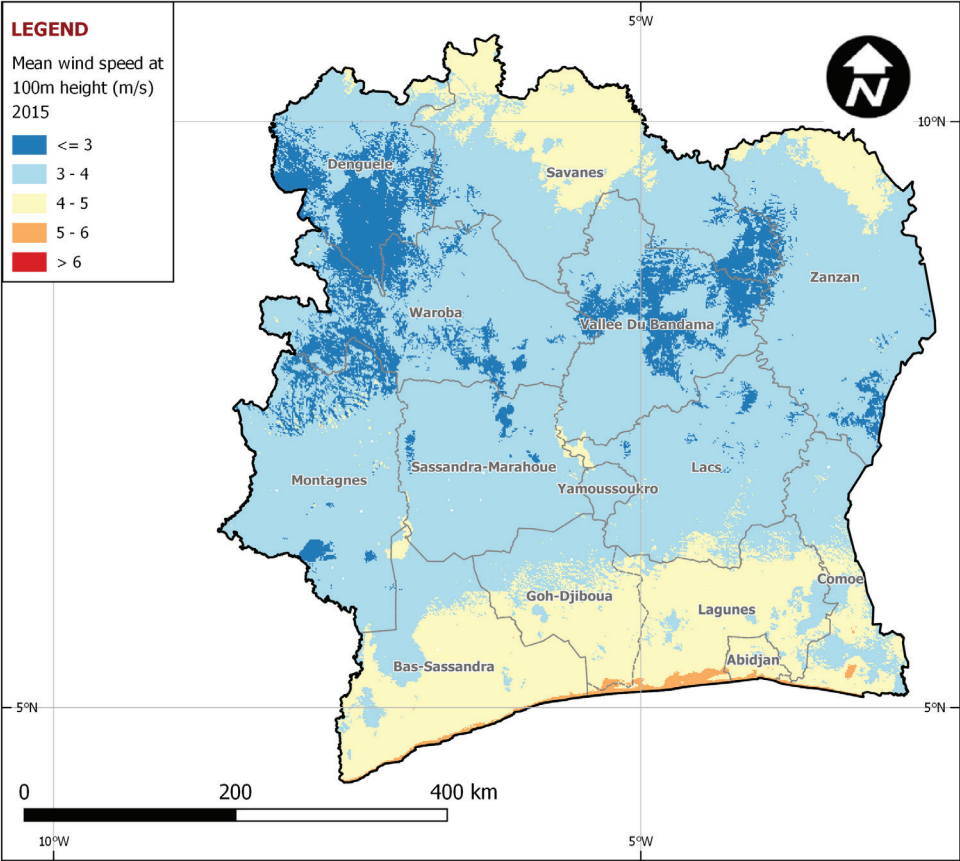 LEGEND
Mean wind speed at
100m height (m/s)
2015
<= 3
3 - 4
4 - 5
5 - 6
> 6
5°W
N
10°N
10°N
Denguele
Savanes
Zanzan
Waroba
Vallee Du Bandama
Sassandra-Marahoue
Lacs
Montagnes
Yamoussoukro
Comoe
Goh-Djiboua
Lagunes
Abidjan
Bas-Sassandra
5°N
5°N
0 200 400 km
10°W
5°W